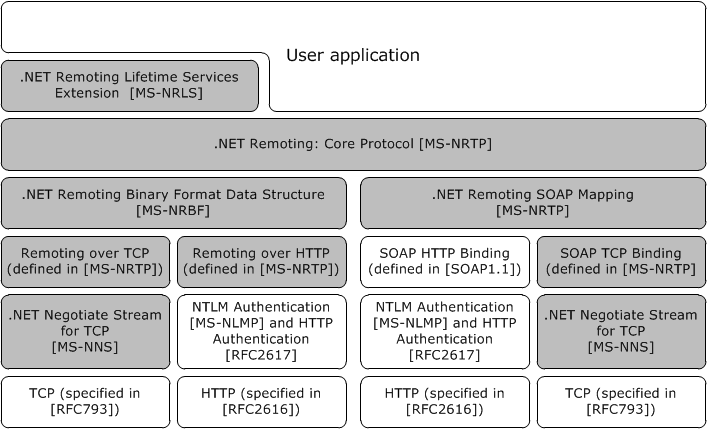 User application
.NET Remoting Lifetime Services
Extension [MS-NRLS]
.NET Remoting: Core Protocol [MS-NRTP]
.NET Remoting Binary Format Data Structure
[MS-NRBF]
.NET Remoting SOAP Mapping
[MS-NRTP]
Remoting over TCP
(defined in [MS-NRTP])
Remoting over HTTP
(defined in [MS-NRTP])
SOAP HTTP Binding
(defined in [SOAP1.1])
SOAP TCP Binding
(defined in [MS-NRTP]
.NET Negotiate Stream
for TCP
[MS-NNS]
NTLM Authentication
[MS-NLMP] and HTTP
Authentication
[RFC2617]
NTLM Authentication
[MS-NLMP] and HTTP
Authentication
[RFC2617]
.NET Negotiate Stream
for TCP
[MS-NNS]
TCP (specified in
[RFC793])
HTTP (specified in
[RFC2616])
HTTP (specified in
[RFC2616])
TCP (specified in
[RFC793])